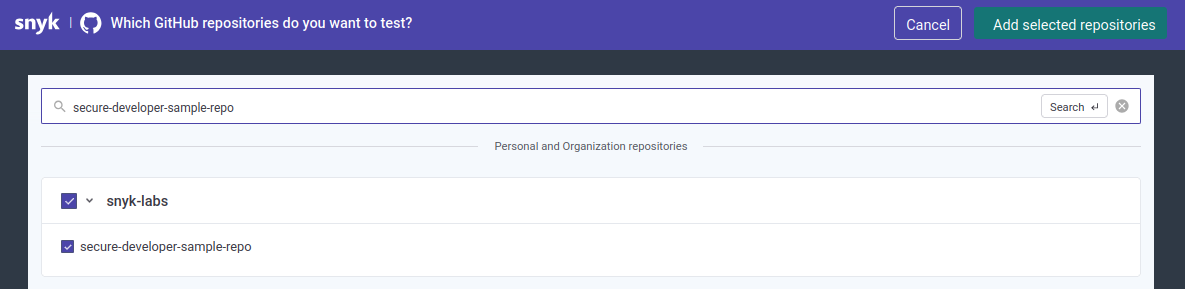 snyk | Which GitHub repositories do you want to test?
Cancel
Add selected repositories
secure-developer-sample-repo
Search ↵
Personal and Organization repositories
snyk-labs
secure-developer-sample-repo